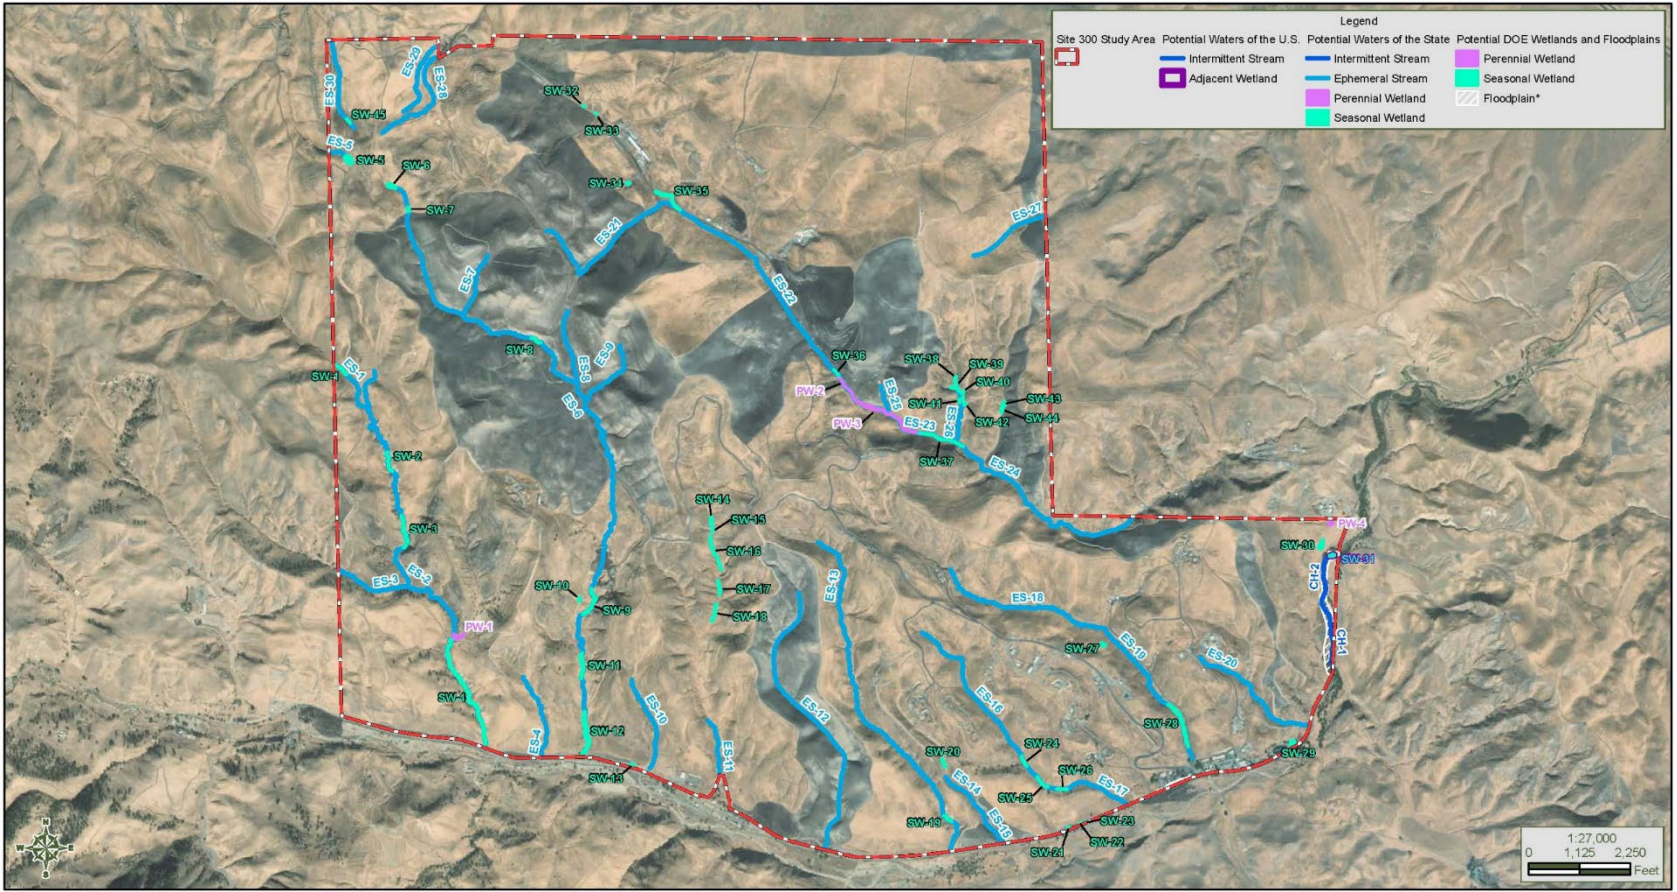 Legend
Site 300 Study Area
Potential Waters of the U.S.
Intermittent Stream
Adjacent Wetland
Potential Waters of the State
Intermittent Stream
Ephemeral Stream
Perennial Wetland
Seasonal Wetland
Potential DOE Wetlands and Floodplains
Perennial Wetland
Seasonal Wetland
Floodplain*
ES-30
ES-29
ES-28
SW-45
ES-5
SW-5
SW-6
SW-7
SW-32
SW-33
SW-34
SW-35
ES-21
ES-27
ES-7
ES-22
SW-8
ES-8
ES-9
ES-6
SW-1
ES-1
SW-36
PW-2
PW-3
ES-25
ES-23
SW-37
SW-38
SW-39
SW-40
SW-41
SW-42
SW-43
SW-44
ES-26
ES-24
SW-2
SW-3
ES-3
ES-2
PW-1
SW-4
SW-14
SW-15
SW-16
SW-17
SW-18
SW-10
SW-9
SW-11
SW-12
SW-13
ES-4
ES-10
ES-11
ES-12
ES-13
ES-18
SW-27
ES-19
ES-20
SW-28
SW-29
PW-4
SW-30
SW-31
CH-2
CH-1
ES-16
SW-24
SW-26
SW-25
ES-17
SW-20
ES-14
SW-19
ES-15
SW-21
SW-22
SW-23
N
W
E
S
1:27,000
0 1,125 2,250
Feet